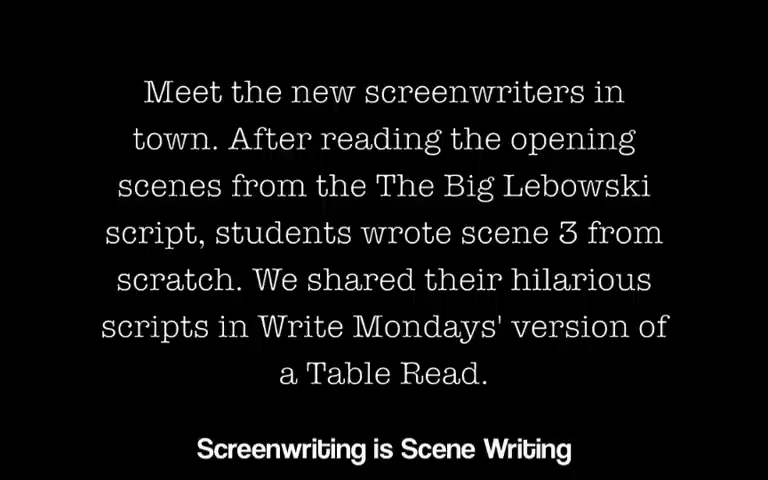 Meet the new screenwriters in
town. After reading the opening
scenes from the The Big Lebowski
script, students wrote scene 3 from
scratch. We shared their hilarious
scripts in Write Mondays' version of
a Table Read.
Screenwriting is Scene Writing